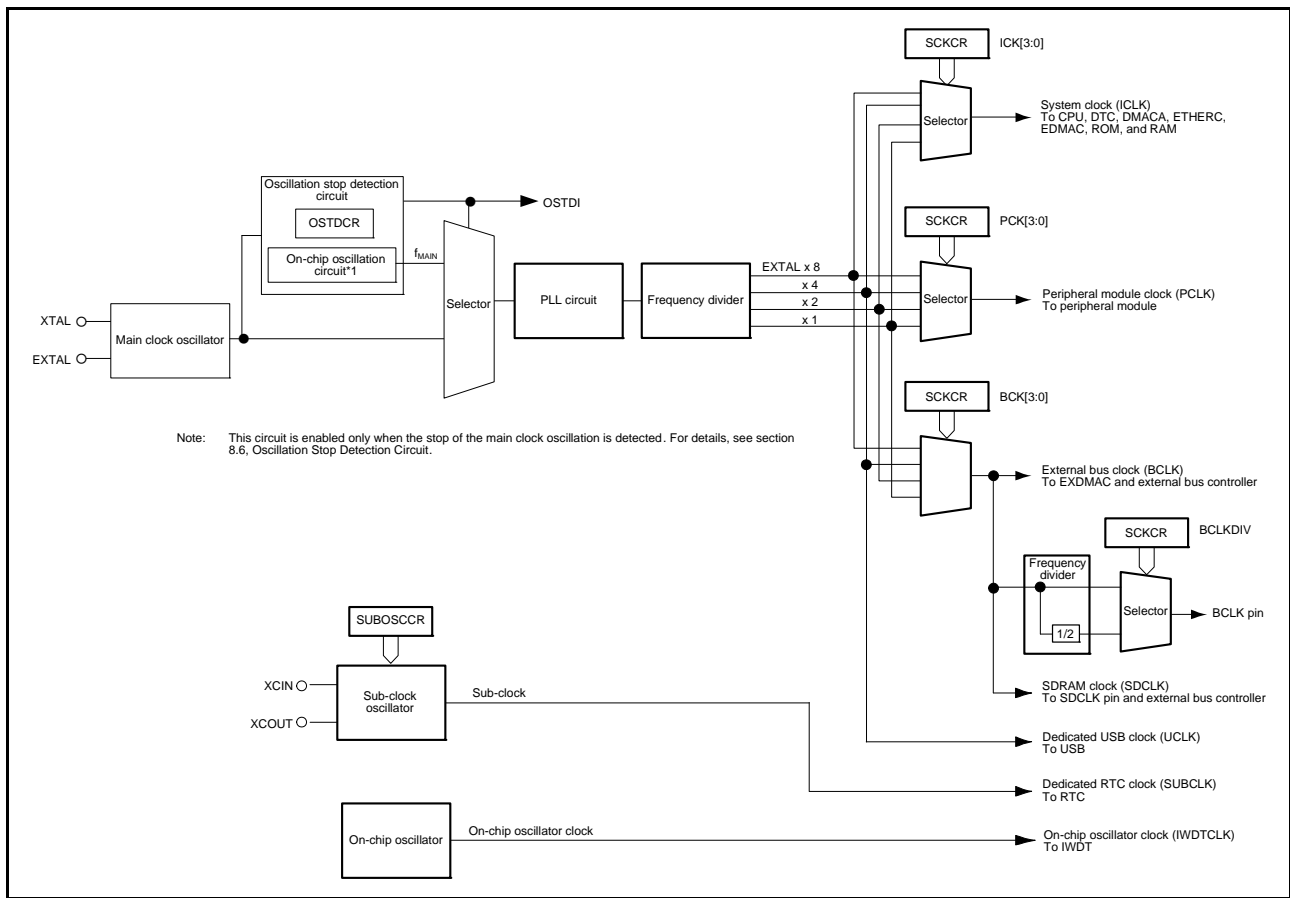 SCKCR
ICK[3:0]
Selector
System clock (ICLK)
To CPU, DTC, DMACA, ETHERC,
EDMAC, ROM, and RAM
Oscillation stop detection
circuit
OSTDCR
On-chip oscillation
circuit*1
fMAIN
OSTDI
Selector
XTAL
EXTAL
Main clock oscillator
PLL circuit
Frequency divider
EXTAL x 8
x 4
x 2
x 1
SCKCR
PCK[3:0]
Selector
Peripheral module clock (PCLK)
To peripheral module
Note: This circuit is enabled only when the stop of the main clock oscillation is detected. For details, see section
8.6, Oscillation Stop Detection Circuit.
SCKCR
BCK[3:0]
External bus clock (BCLK)
To EXDMAC and external bus controller
SCKCR
BCLKDIV
Frequency
divider
1/2
Selector
BCLK pin
SDRAM clock (SDCLK)
To SDCLK pin and external bus controller
SUBOSCCR
XCIN
XCOUT
Sub-clock
oscillator
Sub-clock
Dedicated USB clock (UCLK)
To USB
Dedicated RTC clock (SUBCLK)
To RTC
On-chip oscillator
On-chip oscillator clock
On-chip oscillator clock (IWDTCLK)
To IWDT